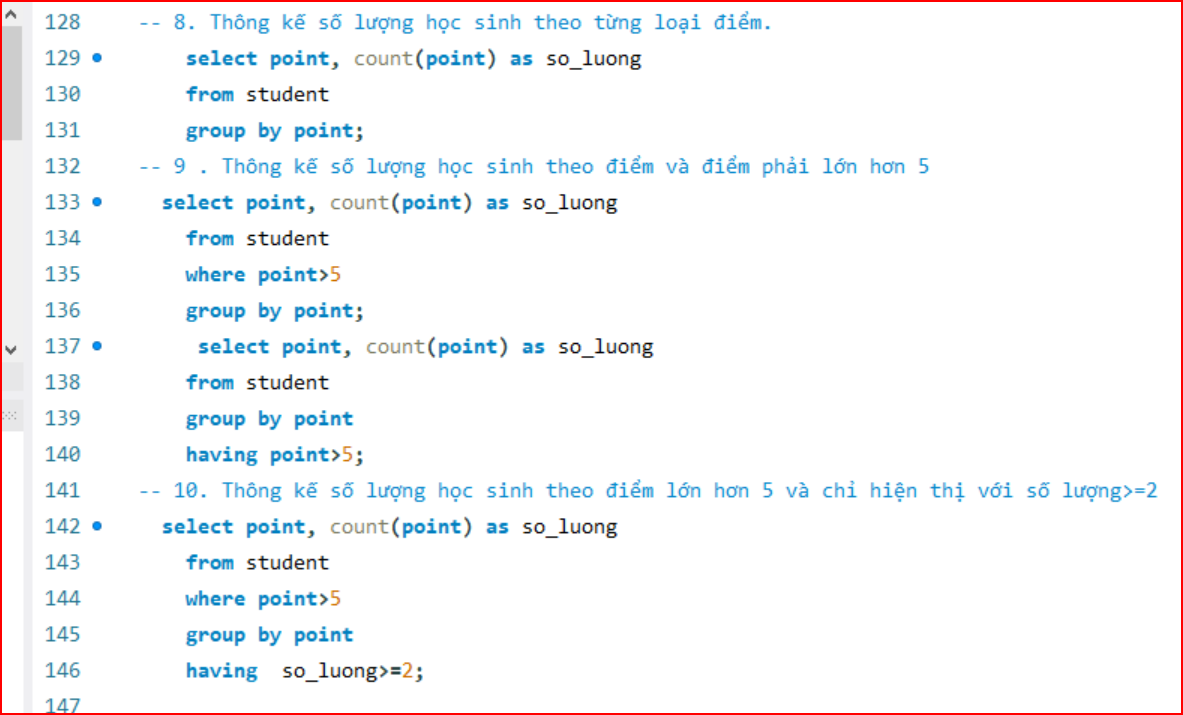 128 -- 8. Thông kế số lượng học sinh theo từng loại điểm.
129 select point, count(point) as so_luong
130 from student
131 group by point;
132 -- 9 . Thông kế số lượng học sinh theo điểm và điểm phải lớn hơn 5
133 select point, count(point) as so_luong
134 from student
135 where point>5
136 group by point;
137 select point, count(point) as so_luong
138 from student
139 group by point
140 having point>5;
141 -- 10. Thông kế số lượng học sinh theo điểm lớn hơn 5 và chỉ hiện thị với số lượng>=2
142 select point, count(point) as so_luong
143 from student
144 where point>5
145 group by point
146 having so_luong>=2;
147